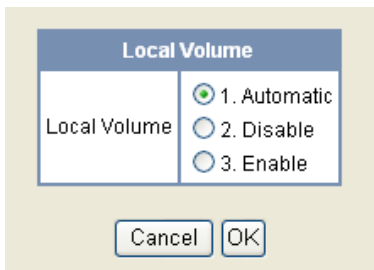 Local Volume
Local Volume
1. Automatic
2. Disable
3. Enable
Cancel OK